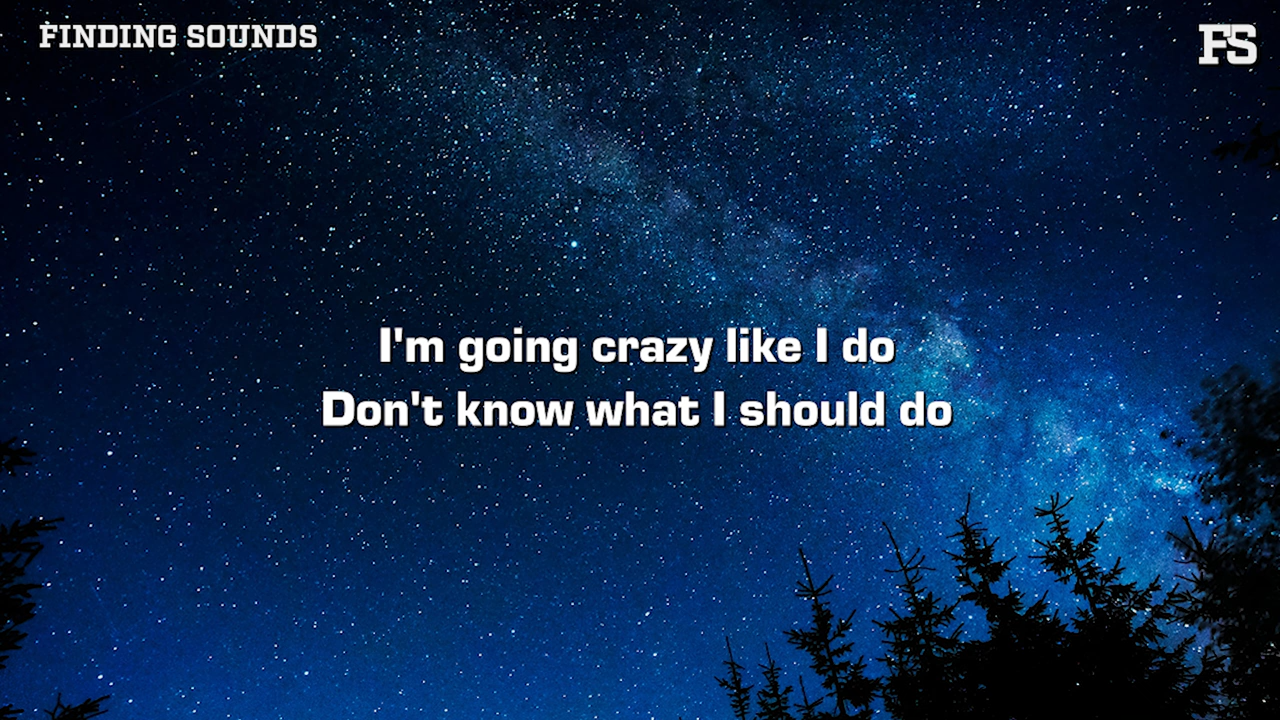 FINDING SOUNDS
FS
I'm going crazy like I do
Don't know what I should do